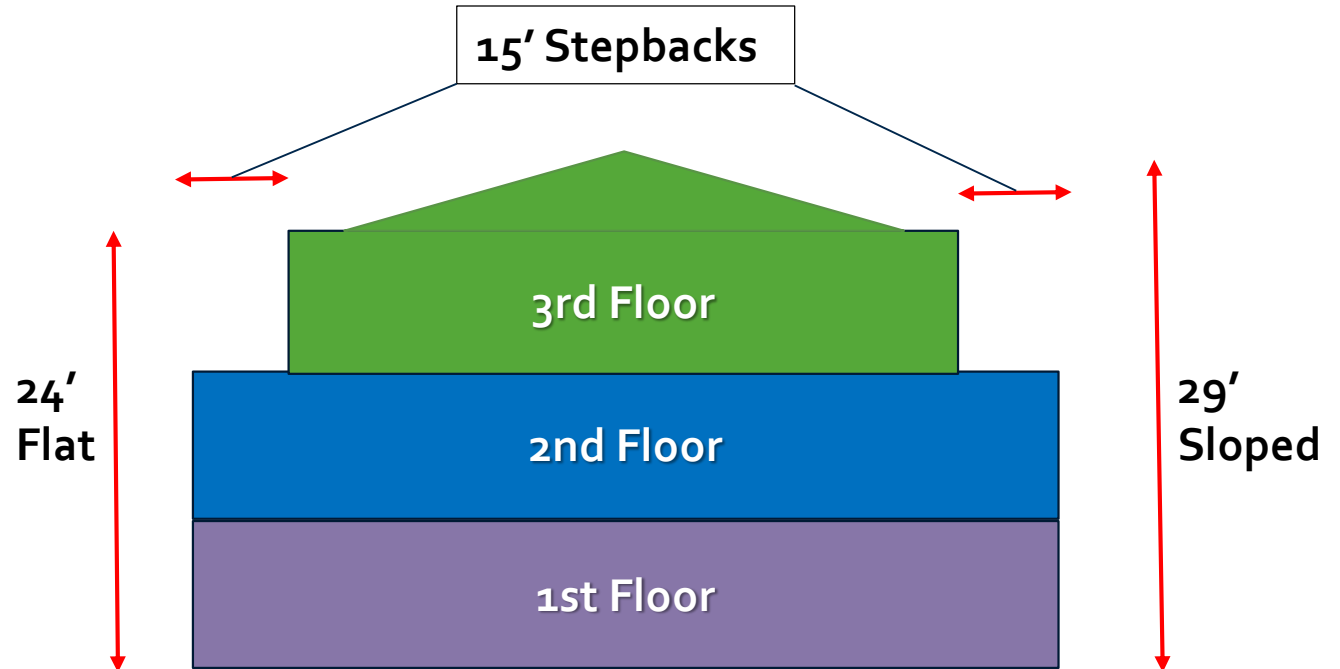 15’ Stepbacks
3rd Floor
24’
Flat
2nd Floor
29’
Sloped
1st Floor